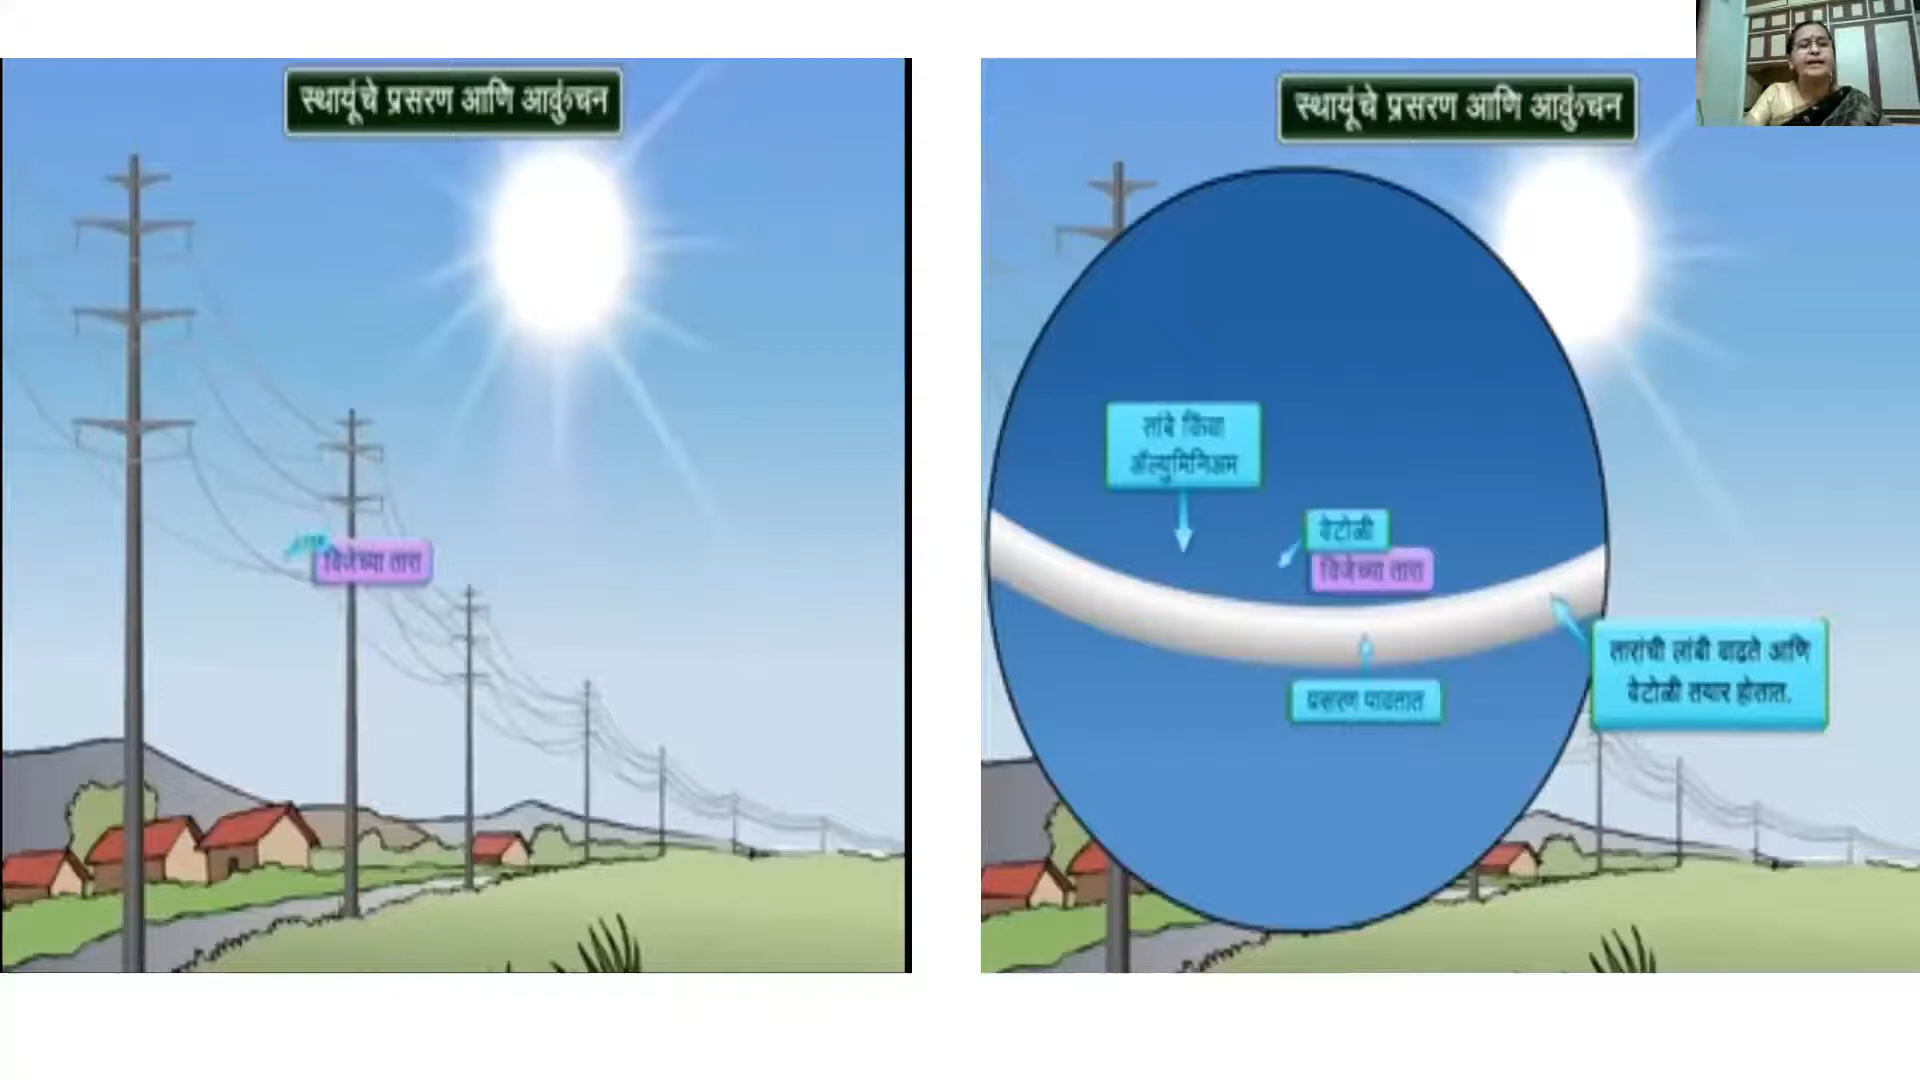 स्थायूंचे प्रसरण आणि आकुंचन
विजेच्या तारा
स्थायूंचे प्रसरण आणि आकुंचन
तांबे किंवा
ॲल्युमिनिअम
वेटोळी
विजेच्या तारा
प्रसरण पावतात
तारांची लांबी वाढते आणि
वेटोळी तयार होतात.